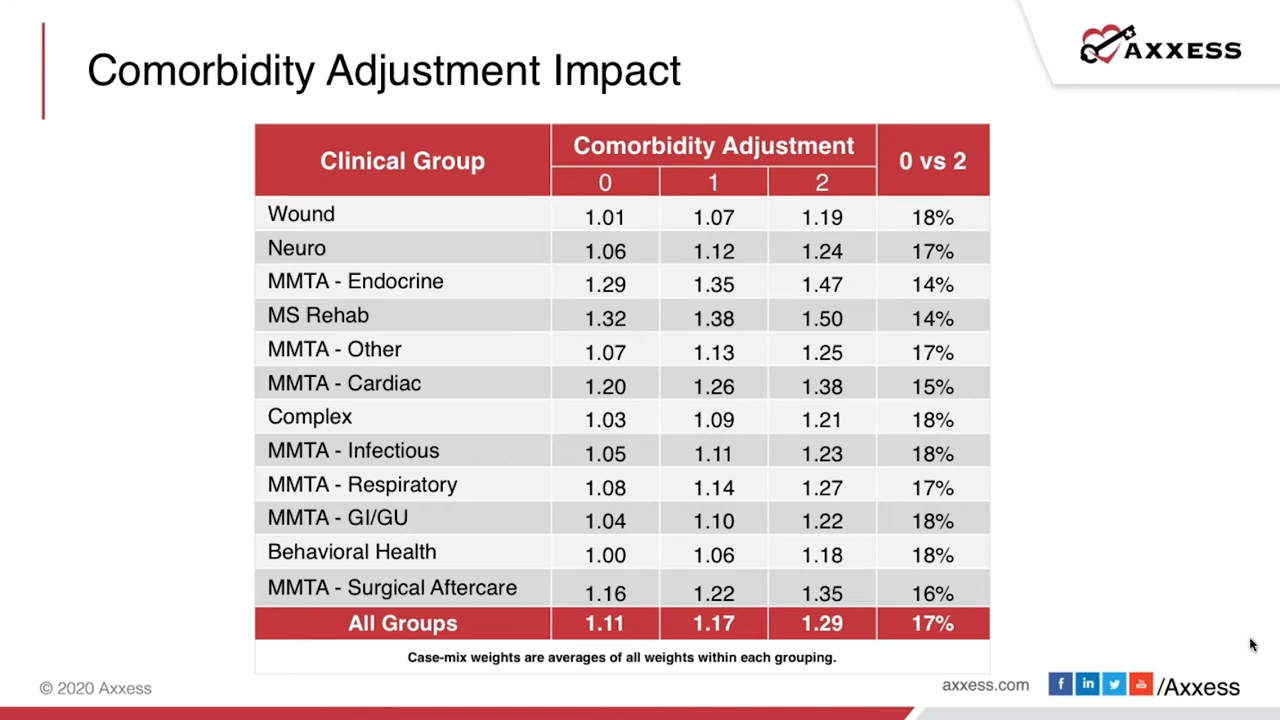 AXXESS
Comorbidity Adjustment Impact
Clinical Group Comorbidity Adjustment 0 vs 2
0 1 2
Wound 1.01 1.07 1.19 18%
Neuro 1.06 1.12 1.24 17%
MMTA - Endocrine 1.29 1.35 1.47 14%
MS Rehab 1.32 1.38 1.50 14%
MMTA - Other 1.07 1.13 1.25 17%
MMTA - Cardiac 1.20 1.26 1.38 15%
Complex 1.03 1.09 1.21 18%
MMTA - Infectious 1.05 1.11 1.23 18%
MMTA - Respiratory 1.08 1.14 1.27 17%
MMTA - GI/GU 1.04 1.10 1.22 18%
Behavioral Health 1.00 1.06 1.18 18%
MMTA - Surgical Aftercare 1.16 1.22 1.35 16%
All Groups 1.11 1.17 1.29 17%
Case-mix weights are averages of all weights within each grouping.
© 2020 Axxess axxess.com f in /Axxess